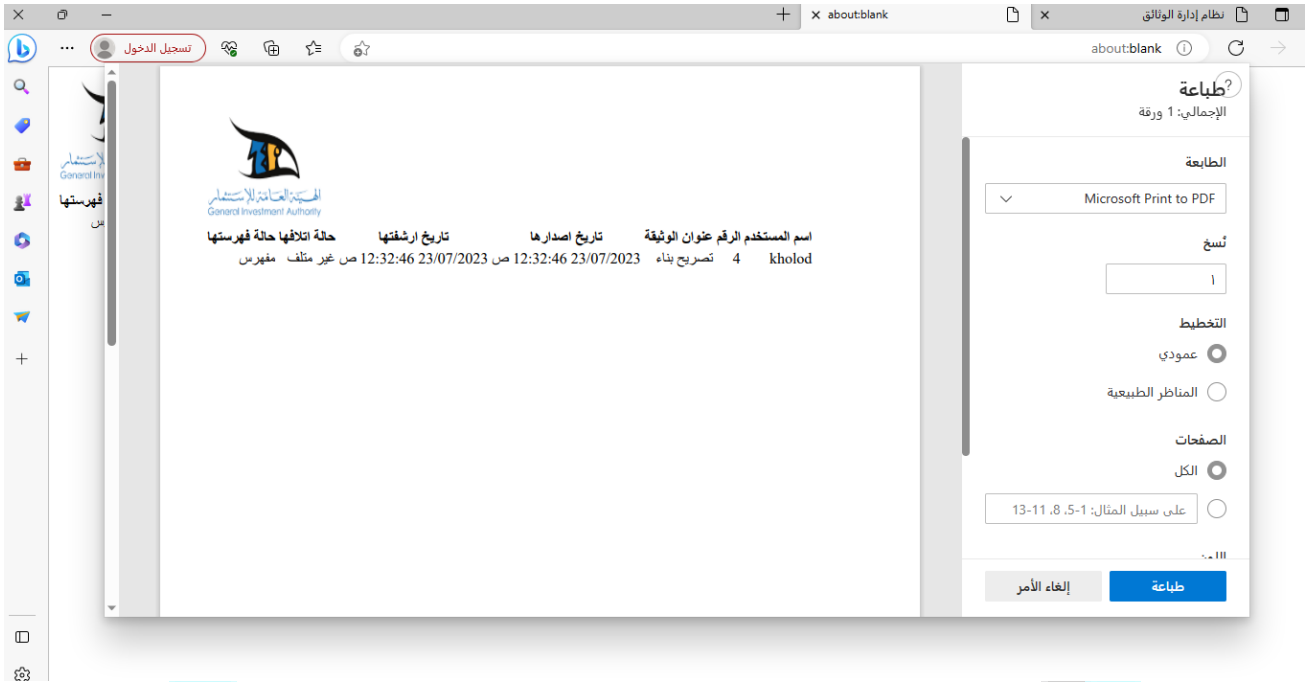 نظام إدارة الوثائق
about:blank
about:blank
تسجيل الدخول
طباعة
?
الإجمالي: 1 ورقة
الطابعة
Microsoft Print to PDF
نُسخ
١
التخطيط
عمودي
المناظر الطبيعية
الصفحات
الكل
على سبيل المثال: 1-5، 8، 11-13
اللون
طباعة
إلغاء الأمر
الهيئة العامة للاستثمار
General Investment Authority
اسم المستخدم الرقم عنوان الوثيقة تاريخ اصدارها تاريخ ارشفتها حالة اتلافها حالة فهرستها
kholod 4 تصريح بناء 23/07/2023 12:32:46 ص 23/07/2023 12:32:46 ص غير متلف مفهرس
General Inv
فهرستها
س